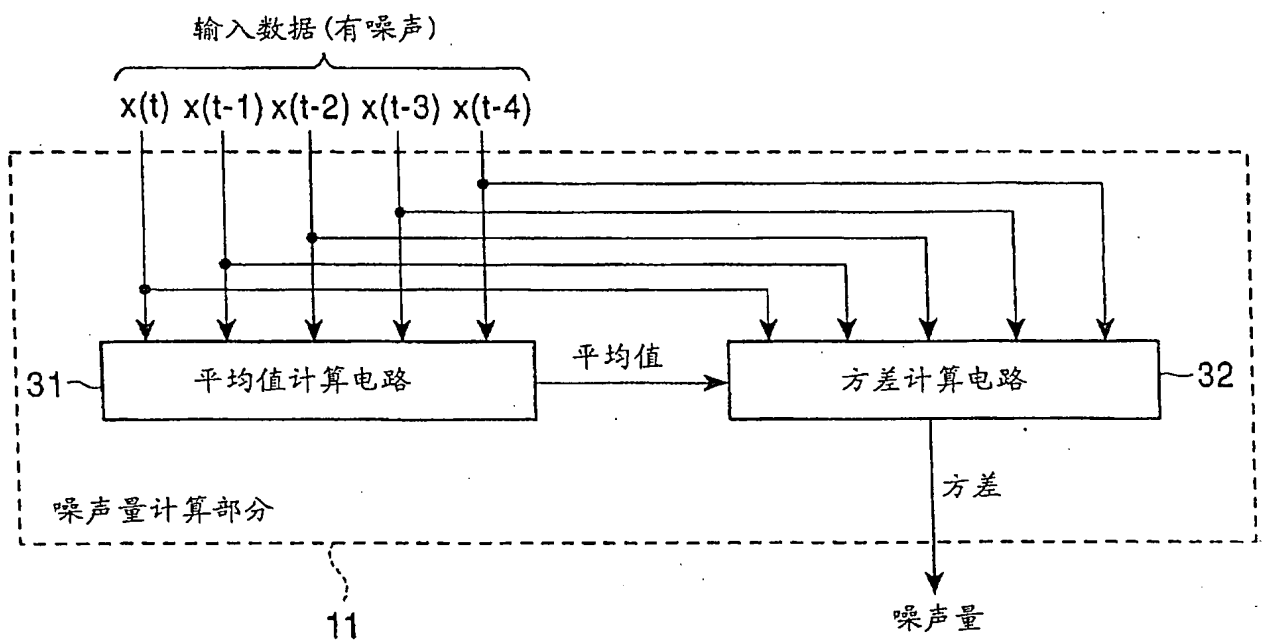 输入数据(有噪声)
x(t) x(t-1) x(t-2) x(t-3) x(t-4)
31
平均值计算电路
平均值
方差计算电路
32
方差
噪声量计算部分
11
噪声量